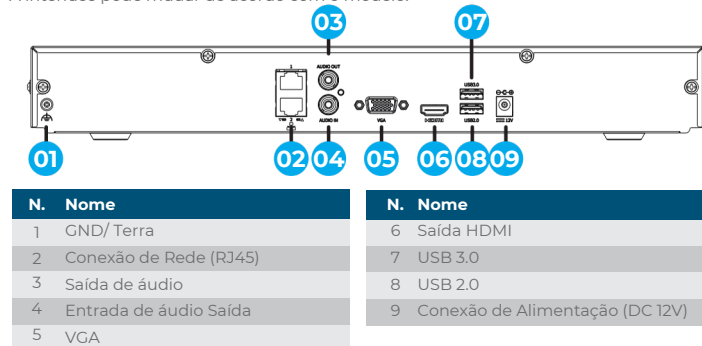 03
07
AUDIO OUT
USB3.0
AUDIO IN
VGA
USB2.0
12V
01
02
04
05
06
08
09
N. Nome
1 GND/ Terra
2 Conexão de Rede (RJ45)
3 Saída de áudio
4 Entrada de áudio Saída
5 VGA
N. Nome
6 Saída HDMI
7 USB 3.0
8 USB 2.0
9 Conexão de Alimentação (DC 12V)